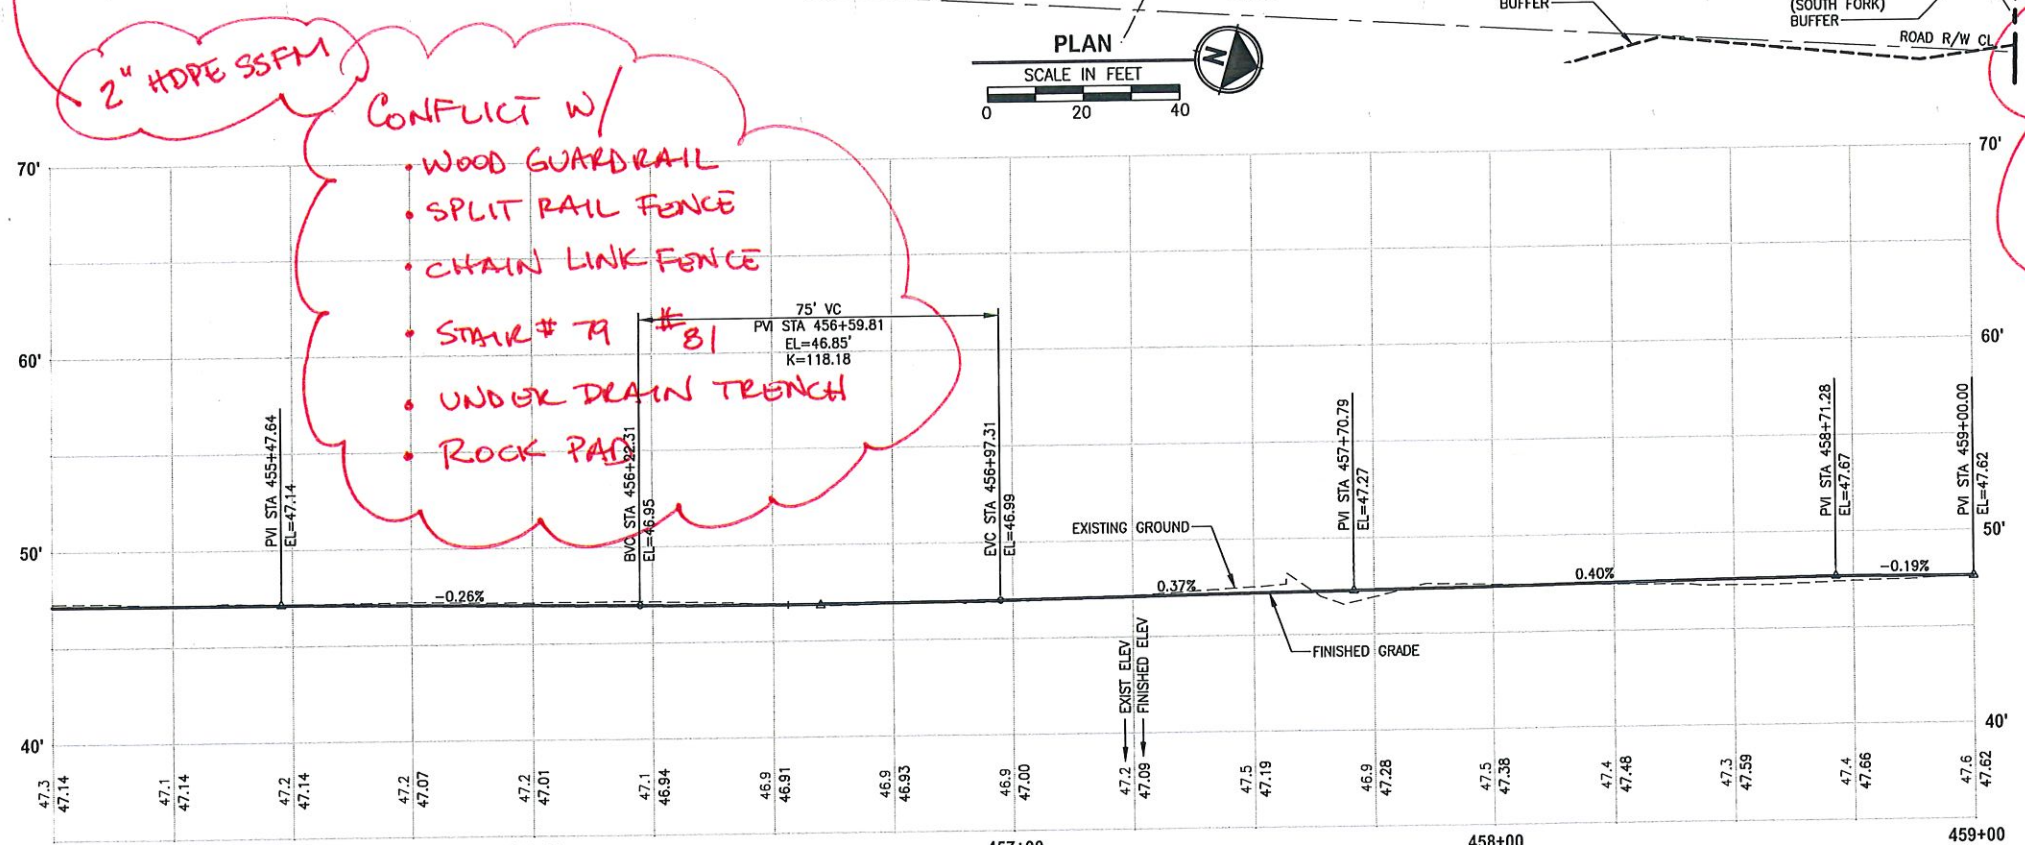 BUFFER
(SOUTH FORK)
BUFFER
ROAD R/W CL
PLAN
N
SCALE IN FEET
0 20 40
2" HDPE SSFM
CONFLICT W/
• WOOD GUARDRAIL
• SPLIT RAIL FENCE
• CHAIN LINK FENCE
• STAIR # 79 # 81
• UNDER DRAIN TRENCH
• ROCK PAD
70' 70'
60' 60'
50' 50'
40' 40'
75' VC
PVI STA 456+59.81
EL=46.85'
K=118.18
PVI STA 455+47.64
EL=47.14
BVC STA 456+22.31
EL=46.95
EVC STA 456+97.31
EL=46.99
PVI STA 457+70.79
EL=47.27
PVI STA 458+71.28
EL=47.67
PVI STA 459+00.00
EL=47.62
EXISTING GROUND
-0.26%
0.37%
0.40%
-0.19%
FINISHED GRADE
EXIST ELEV
FINISHED ELEV
47.3 47.14
47.1 47.14
47.2 47.14
47.2 47.07
47.2 47.01
47.1 46.94
46.9 46.91
46.9 46.93
46.9 47.00
47.2 47.09
47.5 47.19
46.9 47.28
47.5 47.38
47.4 47.48
47.3 47.59
47.4 47.66
47.6 47.62
457+00
458+00
459+00